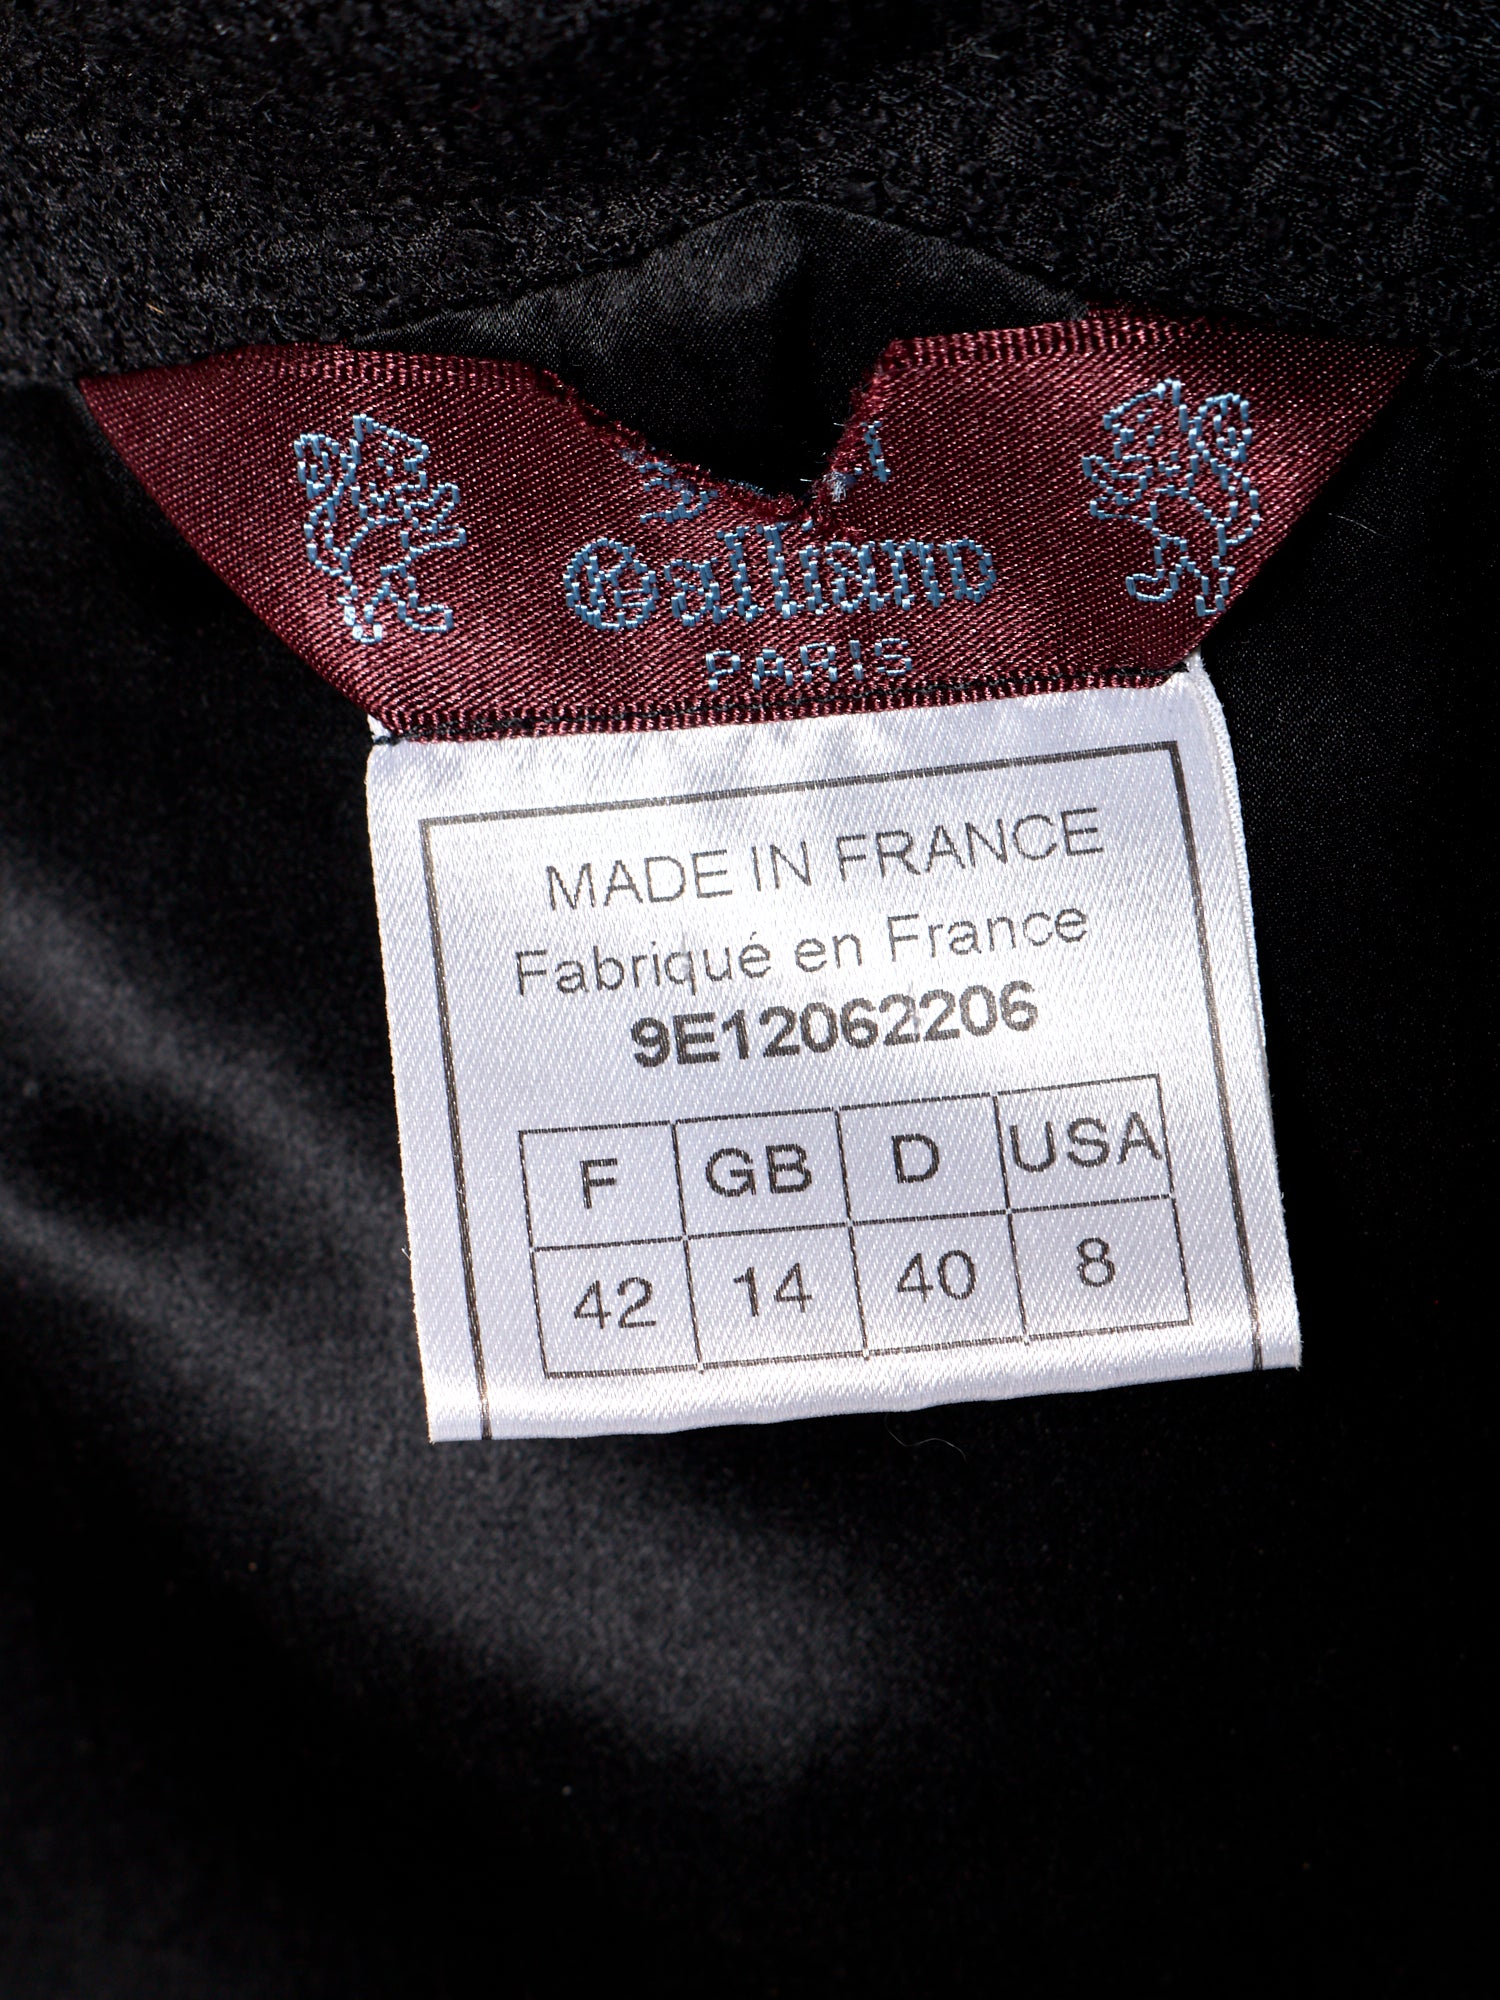 Galliano
PARIS
MADE IN FRANCE
Fabriqué en France
9E12062206
F GB D USA
42 14 40 8